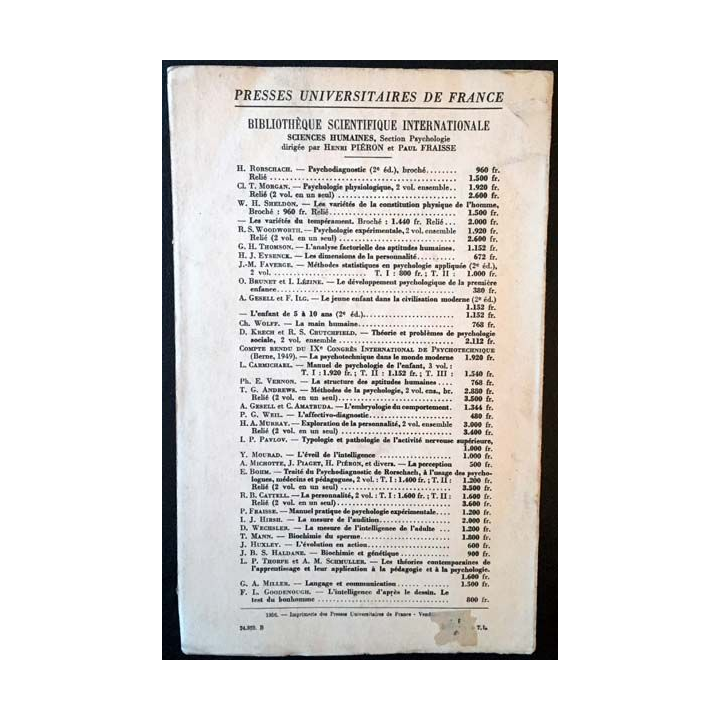 PRESSES UNIVERSITAIRES DE FRANCE
BIBLIOTHÈQUE SCIENTIFIQUE INTERNATIONALE
SCIENCES HUMAINES, Section Psychologie
dirigée par HENRI PIÉRON et PAUL FRAISSE
H. RORSCHACH. — Psychodiagnostic (2e éd.), broché........ 960 fr.
Relié ........ 1.500 fr.
Cl. T. MORGAN. — Psychologie physiologique, 2 vol. ensemble.. 1.920 fr.
Relié (2 vol. en un seul) ........ 2.600 fr.
W. H. SHELDON. — Les variétés de la constitution physique de l'homme,
Broché : 960 fr. Relié........ 1.500 fr.
— Les variétés du tempérament. Broché : 1.440 fr. Relié... 2.000 fr.
R. S. WOODWORTH. — Psychologie expérimentale, 2 vol. ensemble 1.920 fr.
Relié (2 vol. en un seul) ........ 2.600 fr.
G. H. THOMSON. — L'analyse factorielle des aptitudes humaines. 1.152 fr.
H. J. EYSENCK. — Les dimensions de la personnalité........ 672 fr.
J.-M. FAVERGE. — Méthodes statistiques en psychologie appliquée (2e éd.),
2 vol. ........ T. I : 800 fr. ; T. II : 1.000 fr.
O. BRUNET et I. LÉZINE. — Le développement psychologique de la première
enfance........ 380 fr.
A. GESELL et F. ILG. — Le jeune enfant dans la civilisation moderne (2e éd.)
1.152 fr.
— L'enfant de 5 à 10 ans (2e éd.)........ 1.152 fr.
Ch. WOLFF. — La main humaine........ 768 fr.
D. KRECH et R. S. CRUTCHFIELD. — Théorie et problèmes de psychologie
sociale, 2 vol. ensemble ........ 2.112 fr.
COMPTE RENDU DU IXe CONGRÈS INTERNATIONAL DE PSYCHOTECHNIQUE
(Berne, 1949). — La psychotechnique dans le monde moderne 1.920 fr.
L. CARMICHAEL. — Manuel de psychologie de l'enfant, 3 vol :
T. I : 1.920 fr. ; T. II : 1.152 fr. ; T. III : 1.540 fr.
Ph. E. VERNON. — La structure des aptitudes humaines.... 768 fr.
T. G. ANDREWS. — Méthodes de la psychologie, 2 vol. ens., br. 2.880 fr.
Relié (2 vol. en un seul)........ 3.500 fr.
A. GESELL et C. AMATRUDA. — L'embryologie du comportement. 1.344 fr.
P. G. WEIL. — L'affectivo-diagnostic........ 480 fr.
H. A. MURRAY. — Exploration de la personnalité, 2 vol. ensemble 3.000 fr.
Relié (2 vol. en un seul)........ 3.400 fr.
I. P. PAVLOV. — Typologie et pathologie de l'activité nerveuse supérieure,
1.000 fr.
Y. MOURAD. — L'éveil de l'intelligence ........ 1.000 fr.
A. MICHOTTE, J. PIAGET, H. PIÉRON, et divers. — La perception 500 fr.
E. BOHM. — Traité du Psychodiagnostic de Rorschach, à l'usage des psycho-
logues, médecins et pédagogues, 2 vol : T. I : 1.400 fr. ; T. II : 1.200 fr.
Relié (2 vol. en un seul) ........ 3.500 fr.
R. B. CATTELL. — La personnalité, 2 vol. : T. I : 1.600 fr. ; T. II : 1.600 fr.
Relié (2 vol. en un seul)........ 3.600 fr.
P. FRAISSE. — Manuel pratique de psychologie expérimentale. 1.200 fr.
I. J. HIRSH. — La mesure de l'audition........ 2.000 fr.
D. WECHSLER. — La mesure de l'intelligence de l'adulte .... 1.200 fr.
T. MANN. — Biochimie du sperme........ 1.800 fr.
J. HUXLEY. — L'évolution en action........ 600 fr.
J. B. S. HALDANE. — Biochimie et génétique........ 900 fr.
L. P. THORPE et A. M. SCHMULLER. — Les théories contemporaines de
l'apprentissage et leur application à la pédagogie et à la psychologie.
1.600 fr.
G. A. MILLER. — Langage et communication........ 1.500 fr.
F. L. GOODENOUGH. — L'intelligence d'après le dessin. Le
test du bonhomme ........ 800 fr.
1956. — Imprimerie des Presses Universitaires de France - Vend
B T. L.